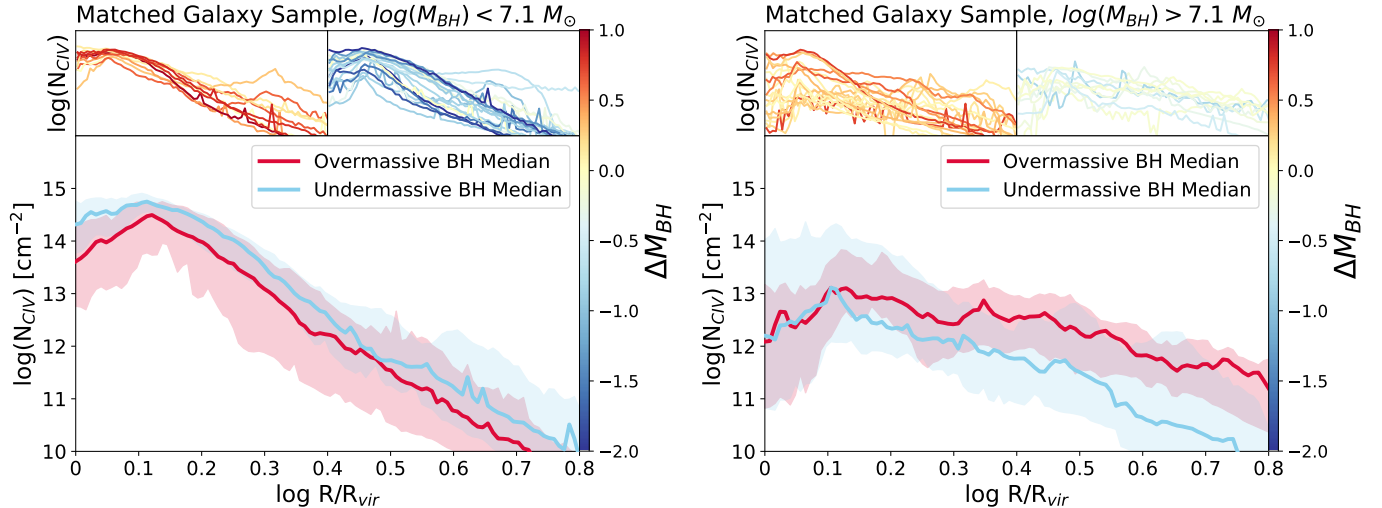 Matched Galaxy Sample, log(M_BH) < 7.1 M_⊙
log(N_CIV)
1.0
0.5
0.0
−0.5
−1.0
−1.5
−2.0
ΔM_BH
Overmassive BH Median
Undermassive BH Median
log(N_CIV) [cm⁻²]
15
14
13
12
11
10
0 0.1 0.2 0.3 0.4 0.5 0.6 0.7 0.8
log R/R_vir
Matched Galaxy Sample, log(M_BH) > 7.1 M_⊙
log(N_CIV)
1.0
0.5
0.0
−0.5
−1.0
−1.5
−2.0
ΔM_BH
Overmassive BH Median
Undermassive BH Median
log(N_CIV) [cm⁻²]
15
14
13
12
11
10
0 0.1 0.2 0.3 0.4 0.5 0.6 0.7 0.8
log R/R_vir